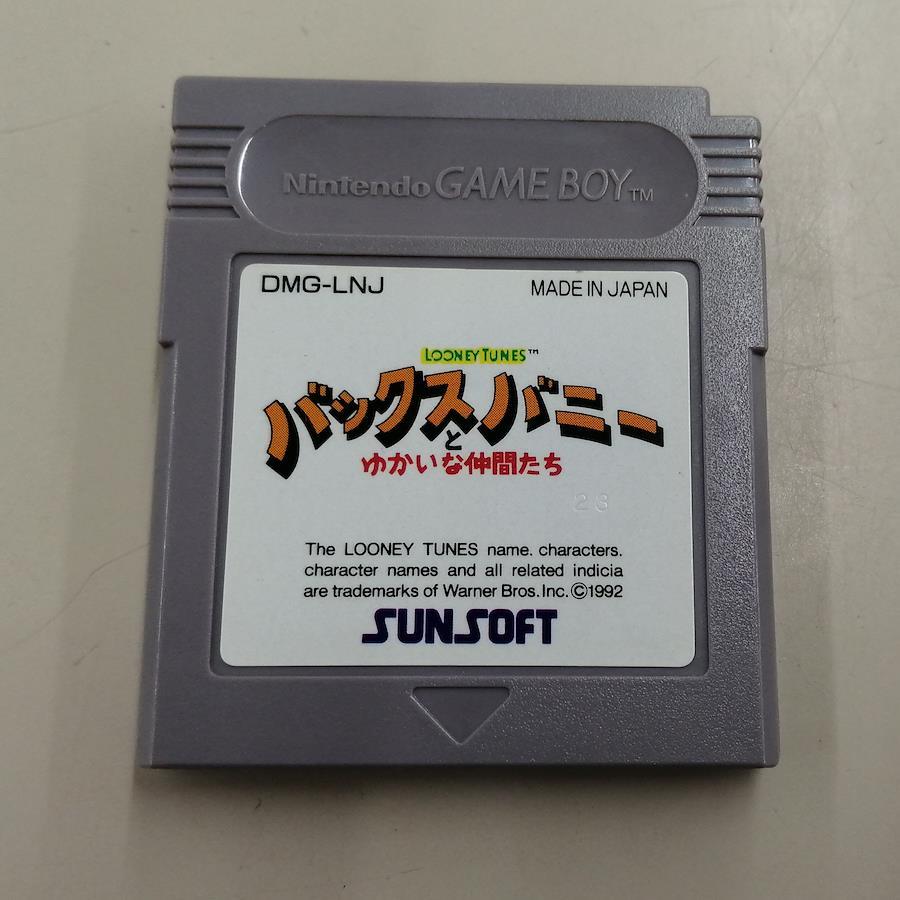 Nintendo GAME BOY™
DMG-LNJ
MADE IN JAPAN
LOONEY TUNES™
バックスバニー
と
ゆかいな仲間たち
23
The LOONEY TUNES name. characters.
character names and all related indicia
are trademarks of Warner Bros.Inc.©1992
SUNSOFT